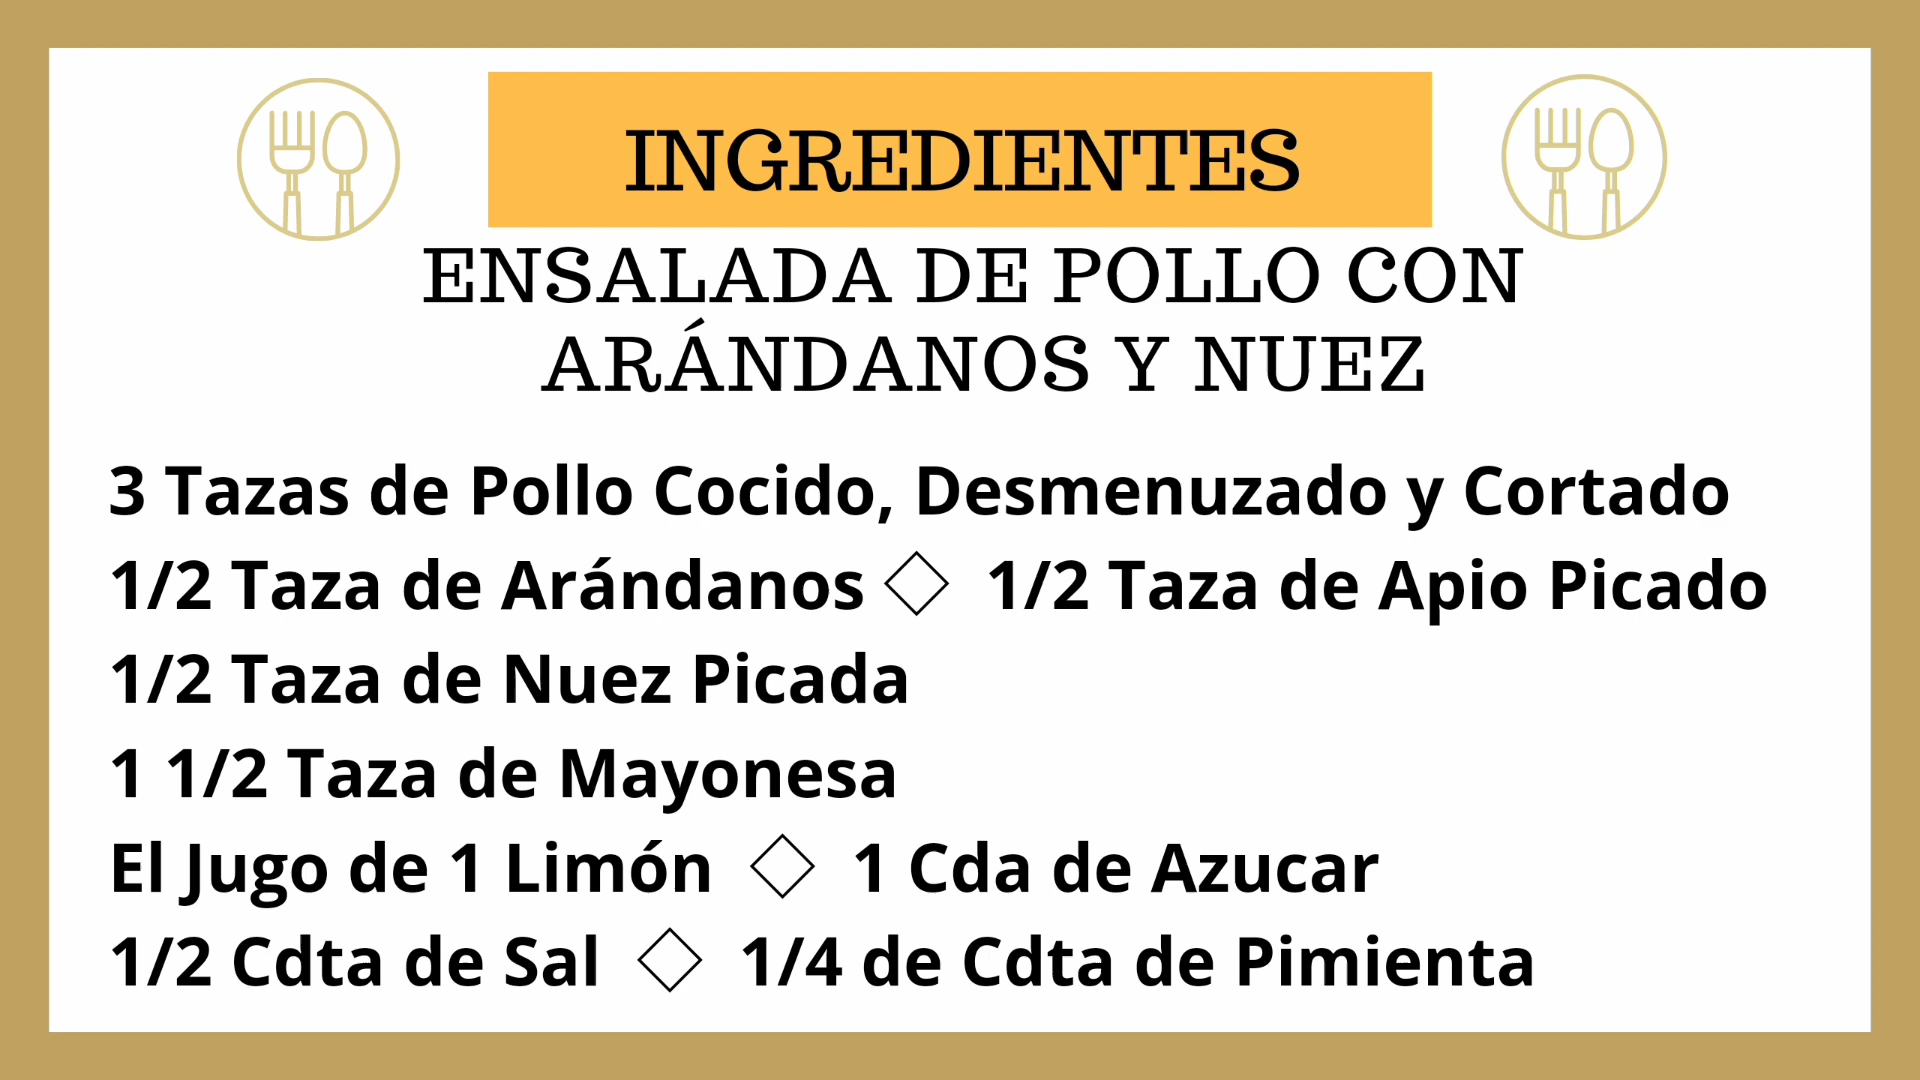 INGREDIENTES
ENSALADA DE POLLO CON
ARÁNDANOS Y NUEZ
3 Tazas de Pollo Cocido, Desmenuzado y Cortado
1/2 Taza de Arándanos ◇ 1/2 Taza de Apio Picado
1/2 Taza de Nuez Picada
1 1/2 Taza de Mayonesa
El Jugo de 1 Limón ◇ 1 Cda de Azucar
1/2 Cdta de Sal ◇ 1/4 de Cdta de Pimienta